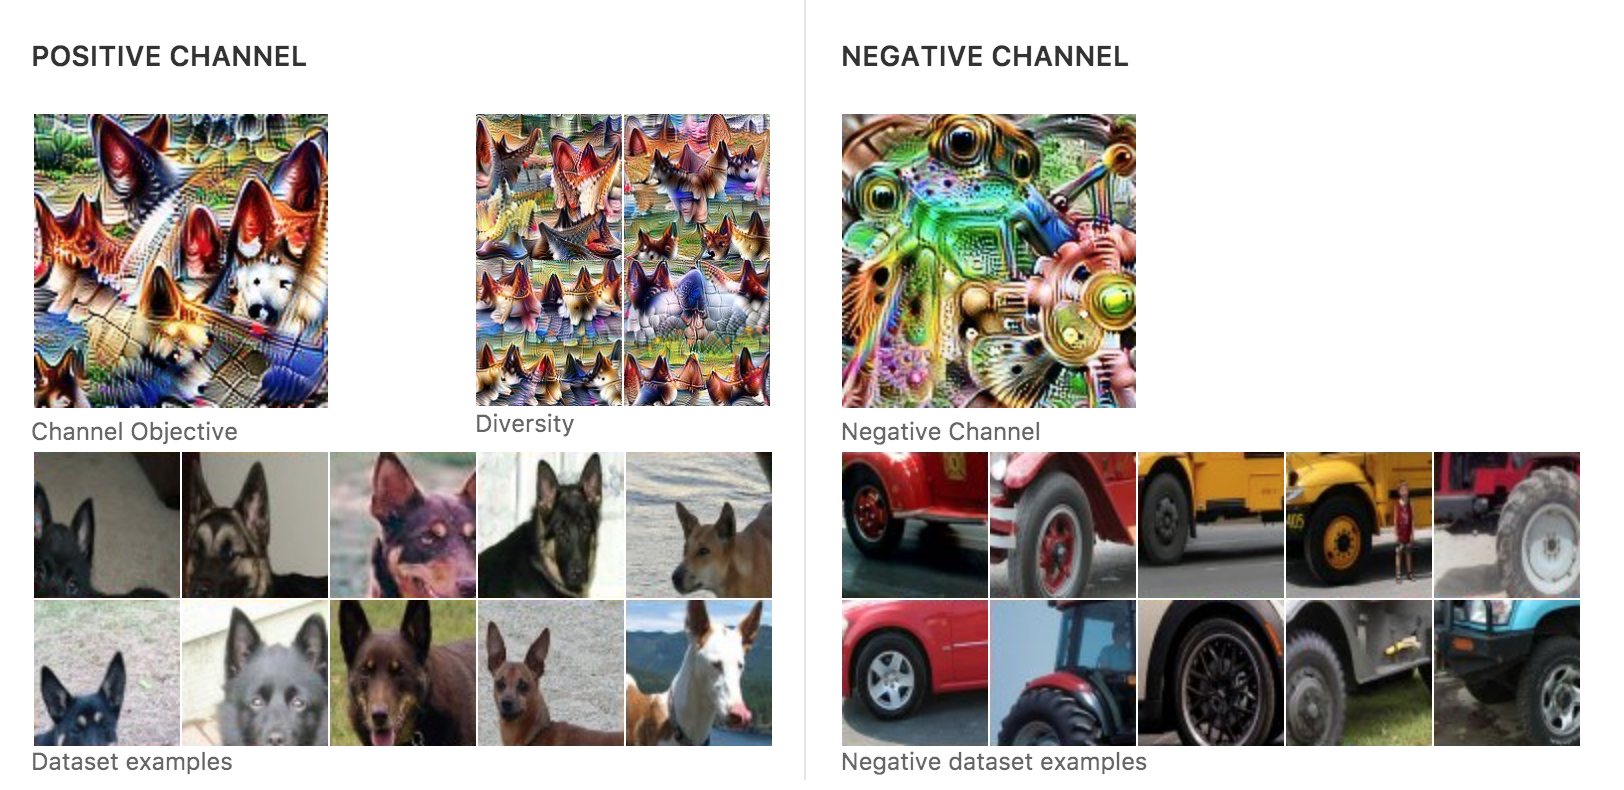 POSITIVE CHANNEL
NEGATIVE CHANNEL
Channel Objective
Diversity
Negative Channel
Dataset examples
Negative dataset examples